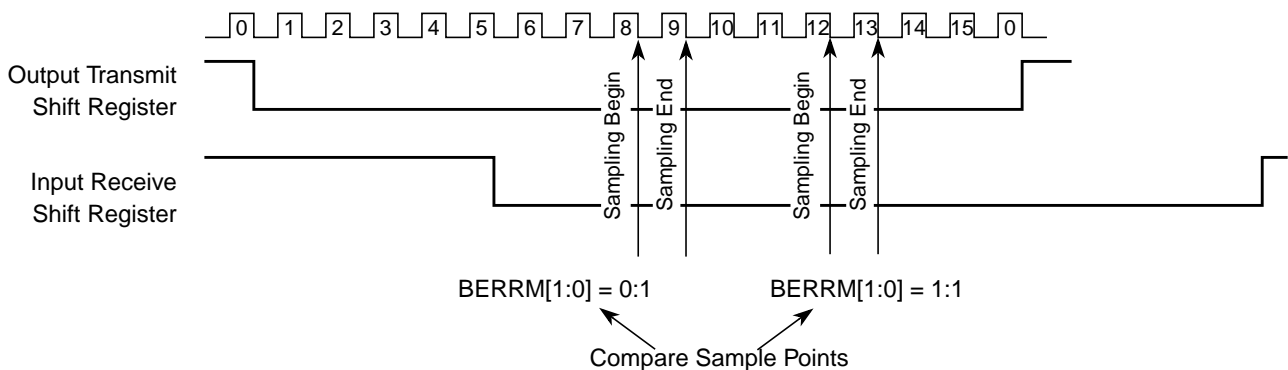 0 1 2 3 4 5 6 7 8 9 10 11 12 13 14 15 0
Output Transmit
Shift Register
Input Receive
Shift Register
Sampling Begin
Sampling End
Sampling Begin
Sampling End
BERRM[1:0] = 0:1
BERRM[1:0] = 1:1
Compare Sample Points